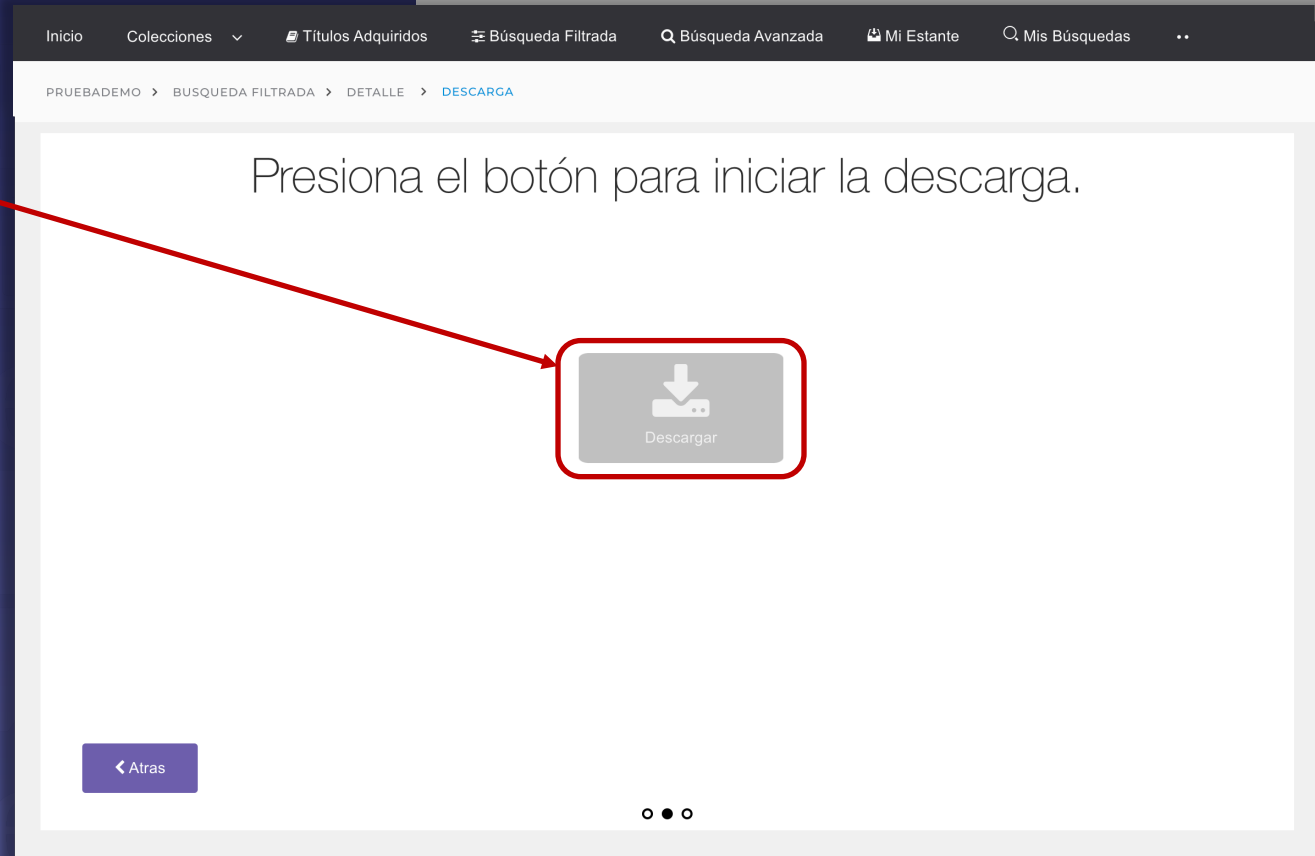 Inicio Colecciones Títulos Adquiridos Búsqueda Filtrada Búsqueda Avanzada Mi Estante Mis Búsquedas ••
PRUEBADEMO > BUSQUEDA FILTRADA > DETALLE > DESCARGA
Presiona el botón para iniciar la descarga.
Descargar
Atras